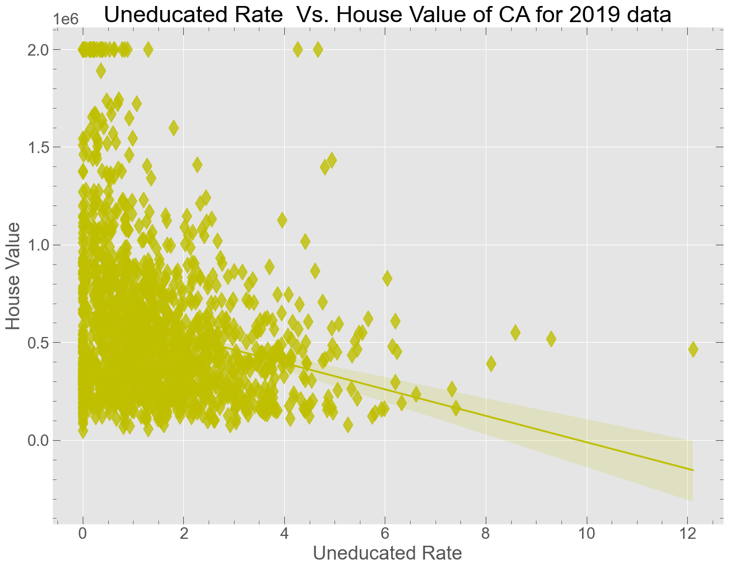 Uneducated Rate  Vs. House Value of CA for 2019 data
1e6
2.0
1.5
1.0
0.5
0.0
House Value
0 2 4 6 8 10 12
Uneducated Rate